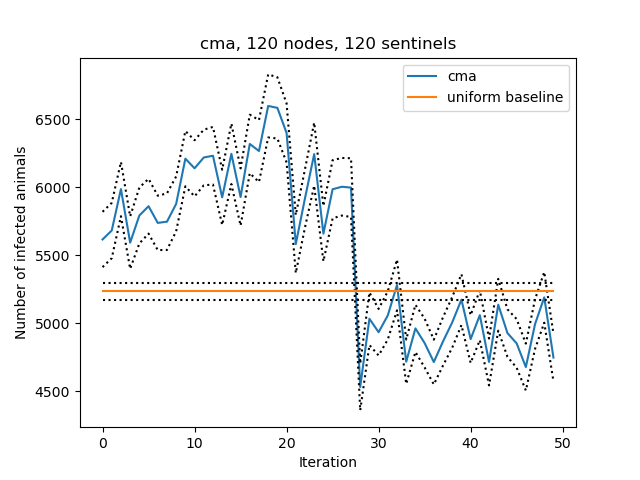 cma, 120 nodes, 120 sentinels
cma
uniform baseline
Number of infected animals
6500
6000
5500
5000
4500
0 10 20 30 40 50
Iteration